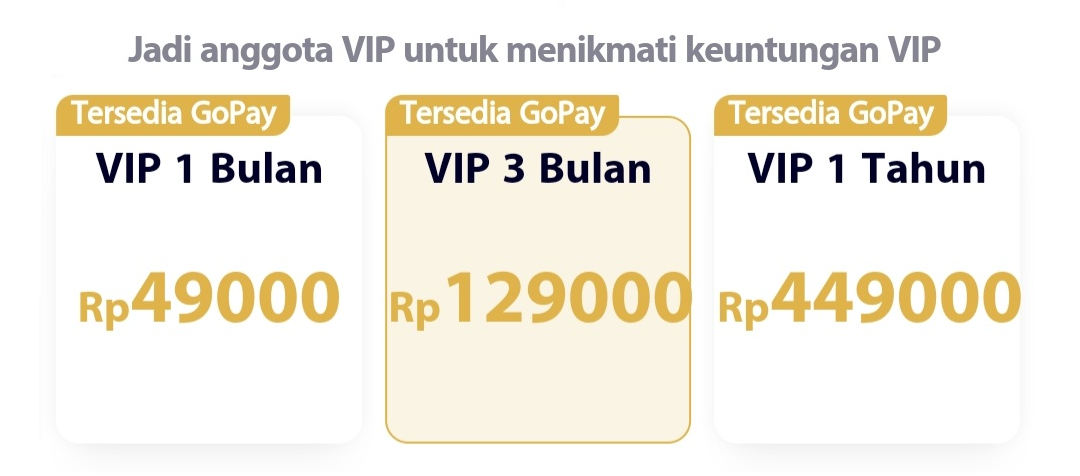 Jadi anggota VIP untuk menikmati keuntungan VIP
Tersedia GoPay
VIP 1 Bulan
Rp49000
Tersedia GoPay
VIP 3 Bulan
Rp129000
Tersedia GoPay
VIP 1 Tahun
Rp449000